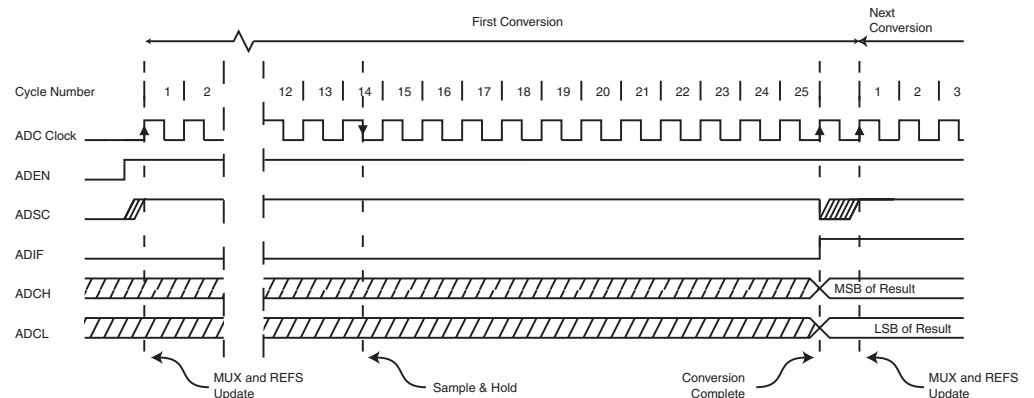 First Conversion
Next
Conversion
Cycle Number 1 2 12 13 14 15 16 17 18 19 20 21 22 23 24 25 1 2 3
ADC Clock
ADEN
ADSC
ADIF
ADCH MSB of Result
ADCL LSB of Result
MUX and REFS
Update
Sample & Hold
Conversion
Complete
MUX and REFS
Update